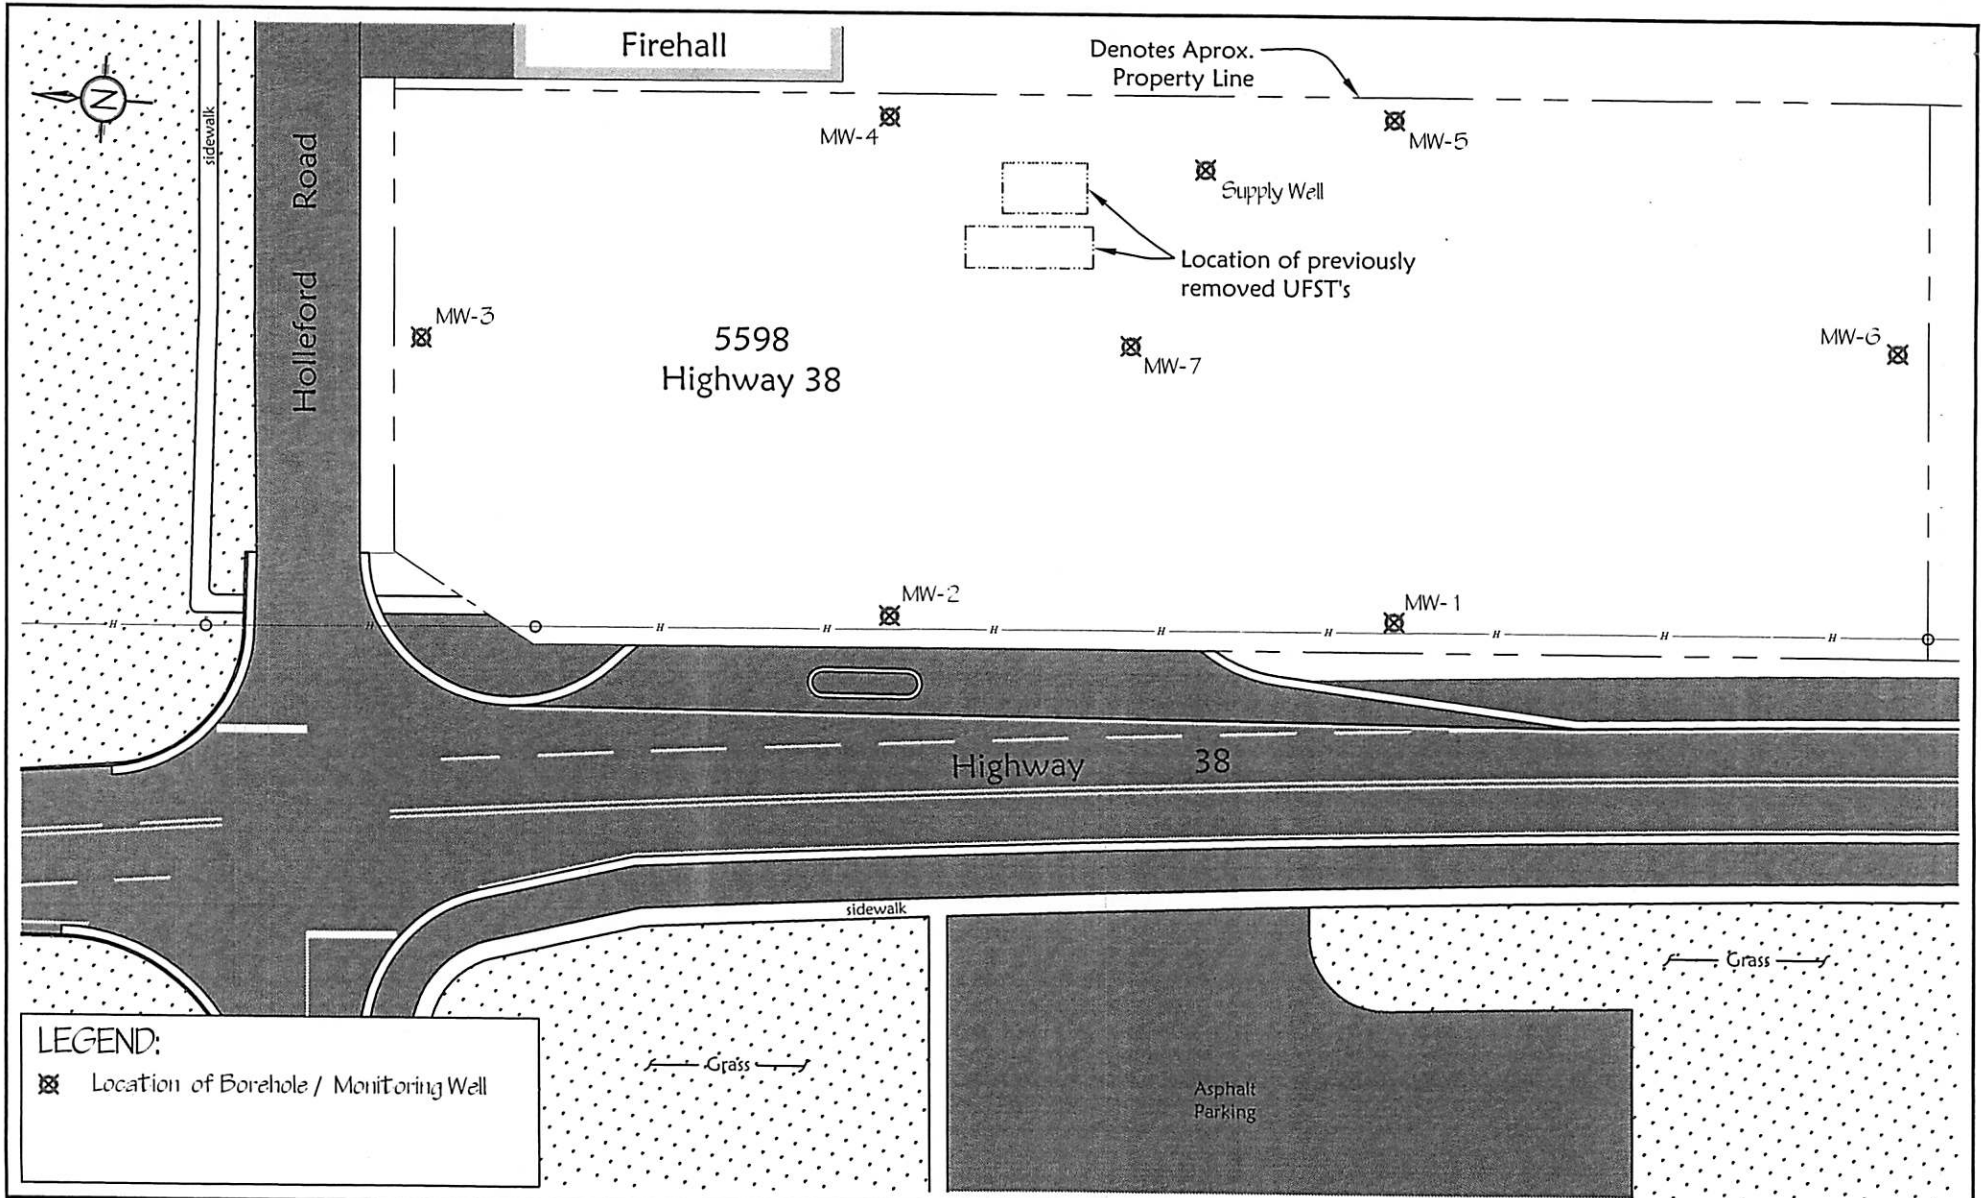 Firehall
Denotes Aprox.
Property Line
N
sidewalk
Holleford Road
MW-4
MW-5
Supply Well
Location of previously
removed UFST's
MW-3
5598
Highway 38
MW-7
MW-6
MW-2
MW-1
H H H H H H H H H H
Highway 38
sidewalk
Grass
Grass
Asphalt
Parking
LEGEND:
Location of Borehole / Monitoring Well